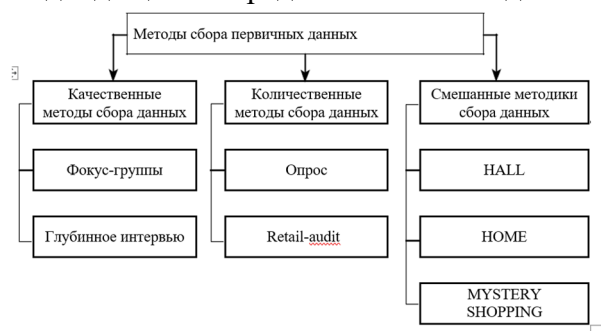 Методы сбора первичных данных
Качественные
методы сбора данных
Количественные
методы сбора данных
Смешанные методики
сбора данных
Фокус-группы
Опрос
HALL
Глубинное интервью
Retail-audit
HOME
MYSTERY
SHOPPING